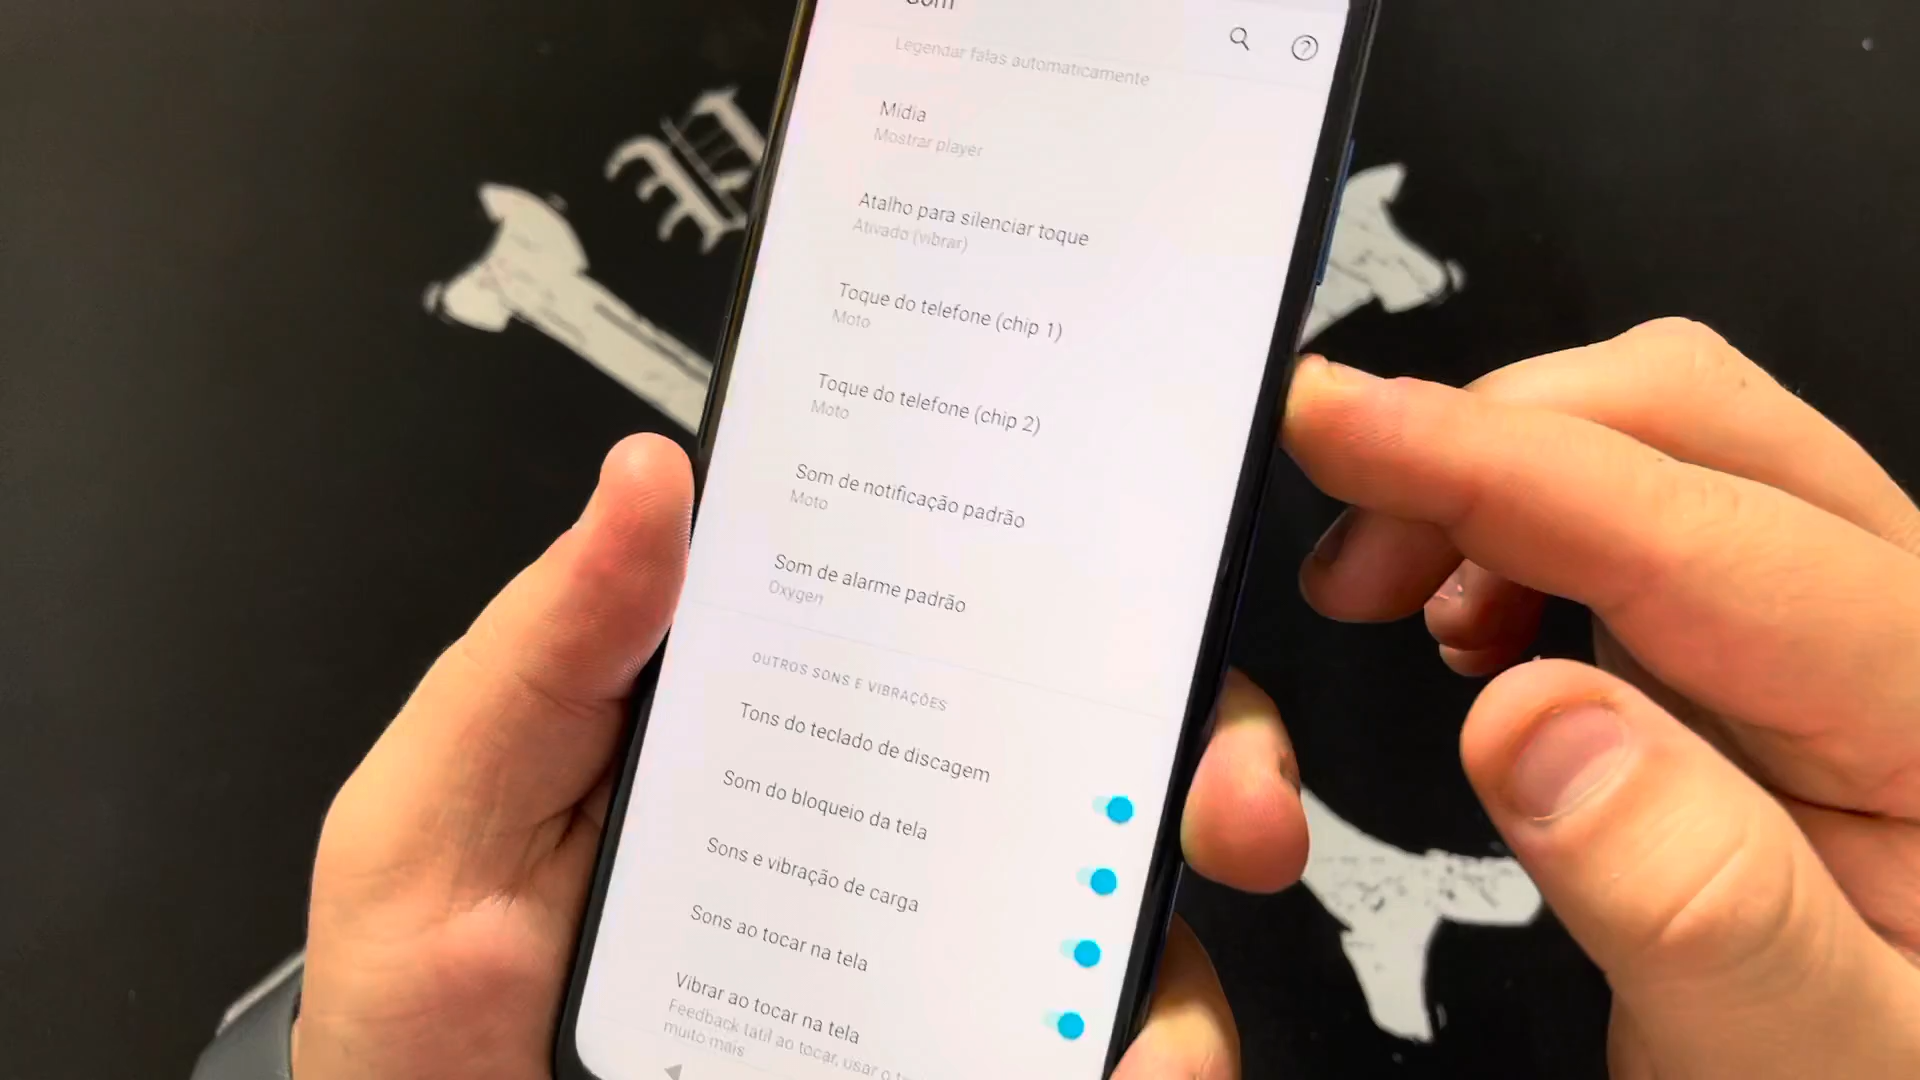 Som
Legendar falas automaticamente
Mídia
Mostrar player
Atalho para silenciar toque
Ativado (vibrar)
Toque do telefone (chip 1)
Moto
Toque do telefone (chip 2)
Moto
Som de notificação padrão
Moto
Som de alarme padrão
Oxygen
OUTROS SONS E VIBRAÇÕES
Tons do teclado de discagem
Som do bloqueio da tela
Sons e vibração de carga
Sons ao tocar na tela
Vibrar ao tocar na tela
Feedback tátil ao tocar, usar o
muito mais